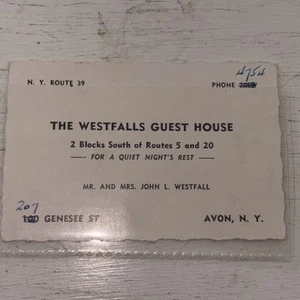 4754
N. Y. ROUTE 39
PHONE
THE WESTFALLS GUEST HOUSE
2 Blocks South of Routes 5 and 20
FOR A QUIET NIGHT'S REST
MR. AND MRS. JOHN L. WESTFALL
207
GENESEE ST
AVON, N. Y.